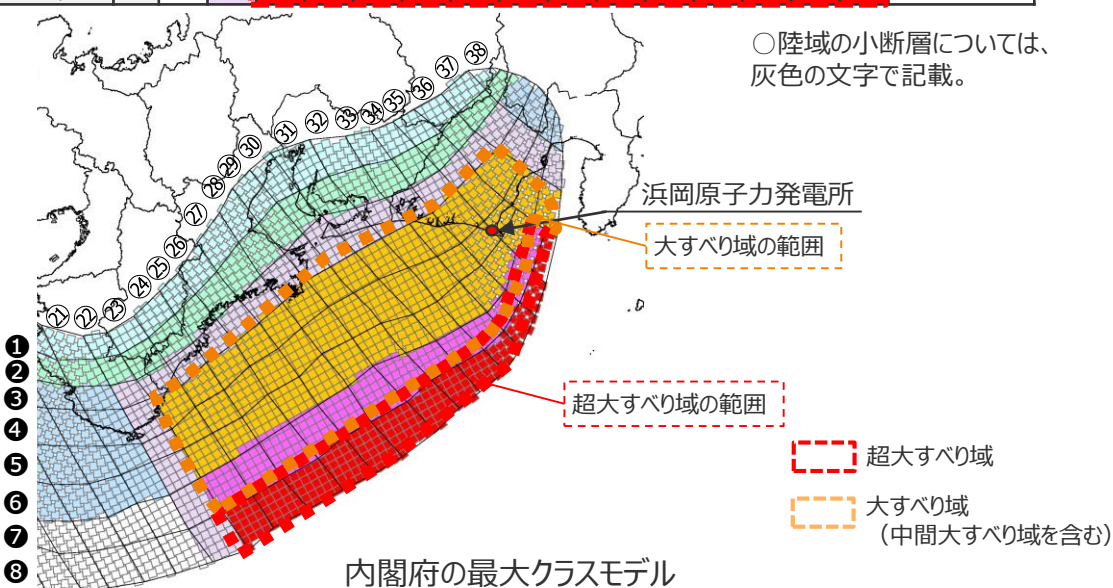 ○陸域の小断層については、
灰色の文字で記載。
㊳
㊲
㊱
㉟
㉞
㉝
㉜
㉛
㉚
㉙
㉘
㉗
㉖
㉕
㉔
㉓
㉒
㉑
浜岡原子力発電所
大すべり域の範囲
❶
❷
❸
❹
❺
❻
❼
❽
超大すべり域の範囲
超大すべり域
大すべり域
（中間大すべり域を含む）
内閣府の最大クラスモデル